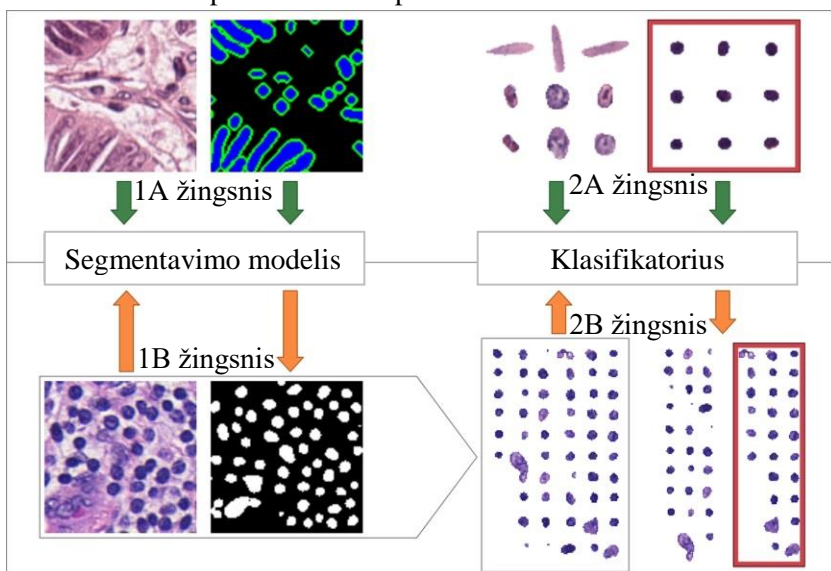 1A žingsnis
2A žingsnis
Segmentavimo modelis
Klasifikatorius
1B žingsnis
2B žingsnis